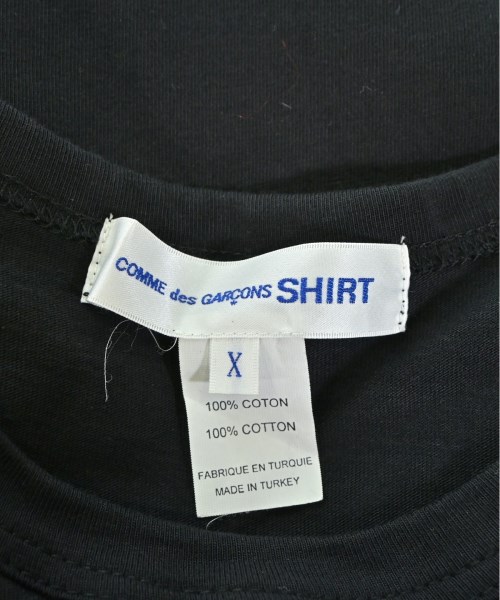 COMME des GARÇONS SHIRT
X
100% COTON
100% COTTON
FABRIQUE EN TURQUIE
MADE IN TURKEY